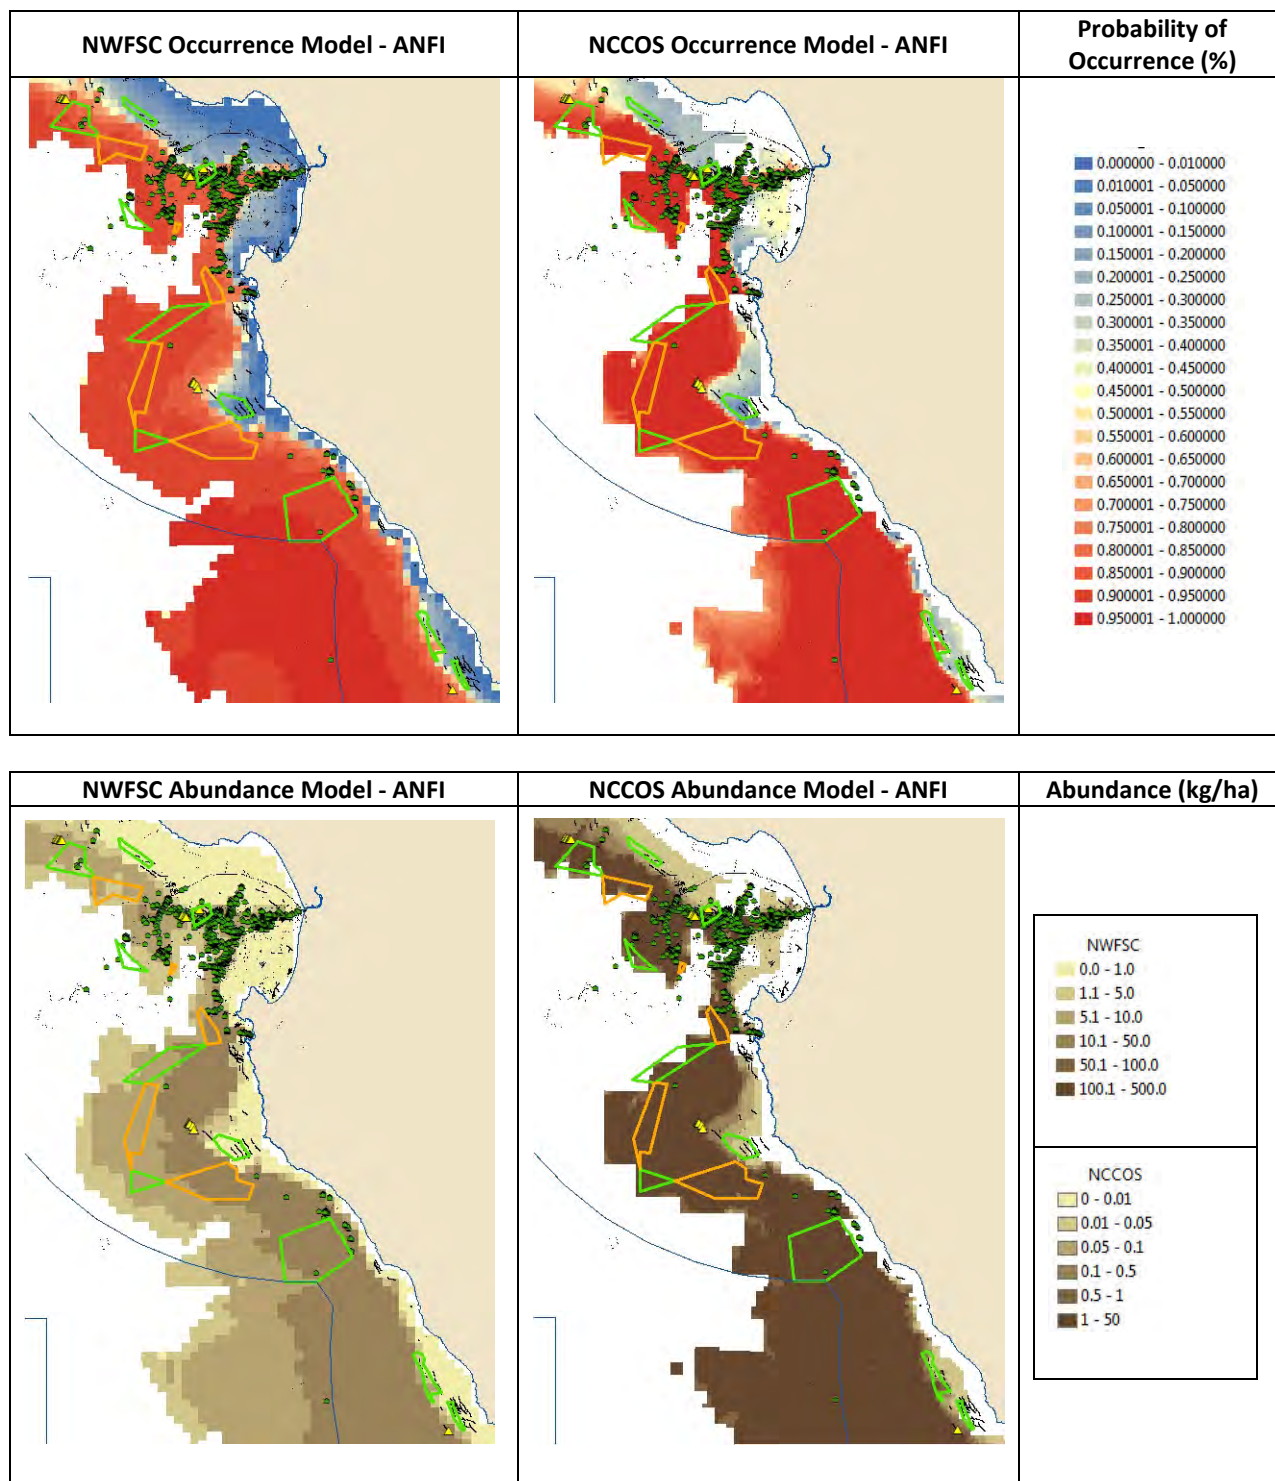 NWFSC Occurrence Model - ANFI
NCCOS Occurrence Model - ANFI
Probability of
Occurrence (%)
0.000000 - 0.010000
0.010001 - 0.050000
0.050001 - 0.100000
0.100001 - 0.150000
0.150001 - 0.200000
0.200001 - 0.250000
0.250001 - 0.300000
0.300001 - 0.350000
0.350001 - 0.400000
0.400001 - 0.450000
0.450001 - 0.500000
0.500001 - 0.550000
0.550001 - 0.600000
0.600001 - 0.650000
0.650001 - 0.700000
0.700001 - 0.750000
0.750001 - 0.800000
0.800001 - 0.850000
0.850001 - 0.900000
0.900001 - 0.950000
0.950001 - 1.000000
NWFSC Abundance Model - ANFI
NCCOS Abundance Model - ANFI
Abundance (kg/ha)
NWFSC
0.0 - 1.0
1.1 - 5.0
5.1 - 10.0
10.1 - 50.0
50.1 - 100.0
100.1 - 500.0
NCCOS
0 - 0.01
0.01 - 0.05
0.05 - 0.1
0.1 - 0.5
0.5 - 1
1 - 50